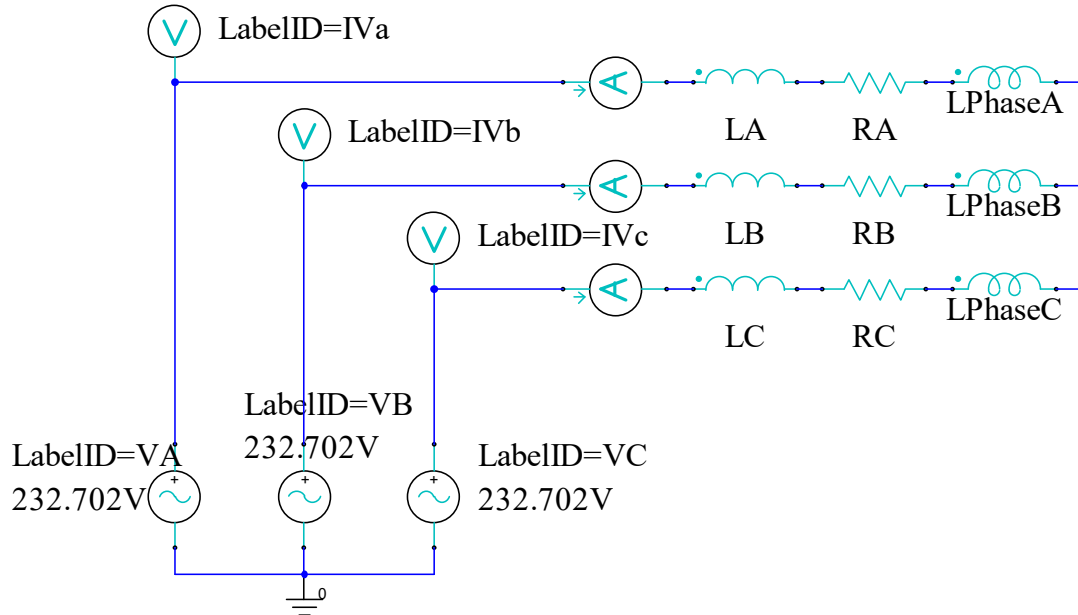 LabelID=IVa
LPhaseA
LabelID=IVb
LA
RA
LPhaseB
LabelID=IVc
LB
RB
LPhaseC
LC
RC
LabelID=VB
232.702V
LabelID=VA
232.702V
LabelID=VC
232.702V
0